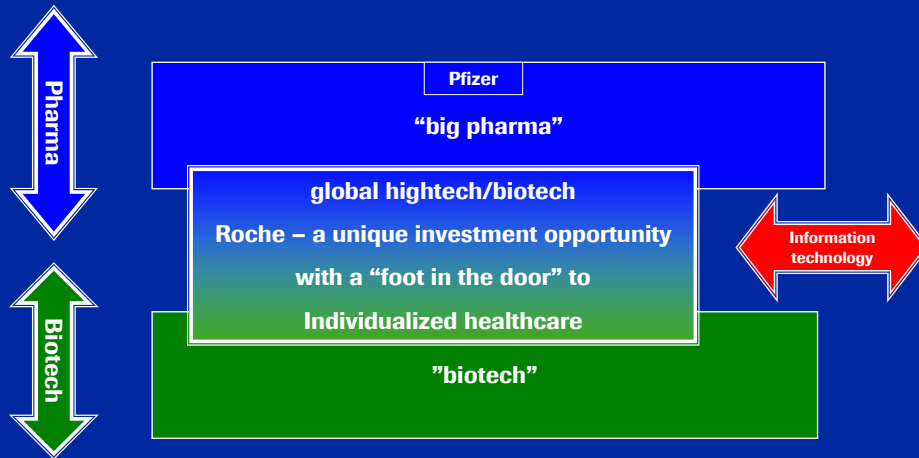 Pharma
Pfizer
“big pharma”
global hightech/biotech
Roche – a unique investment opportunity
with a “foot in the door” to
Individualized healthcare
Information
technology
Biotech
”biotech”